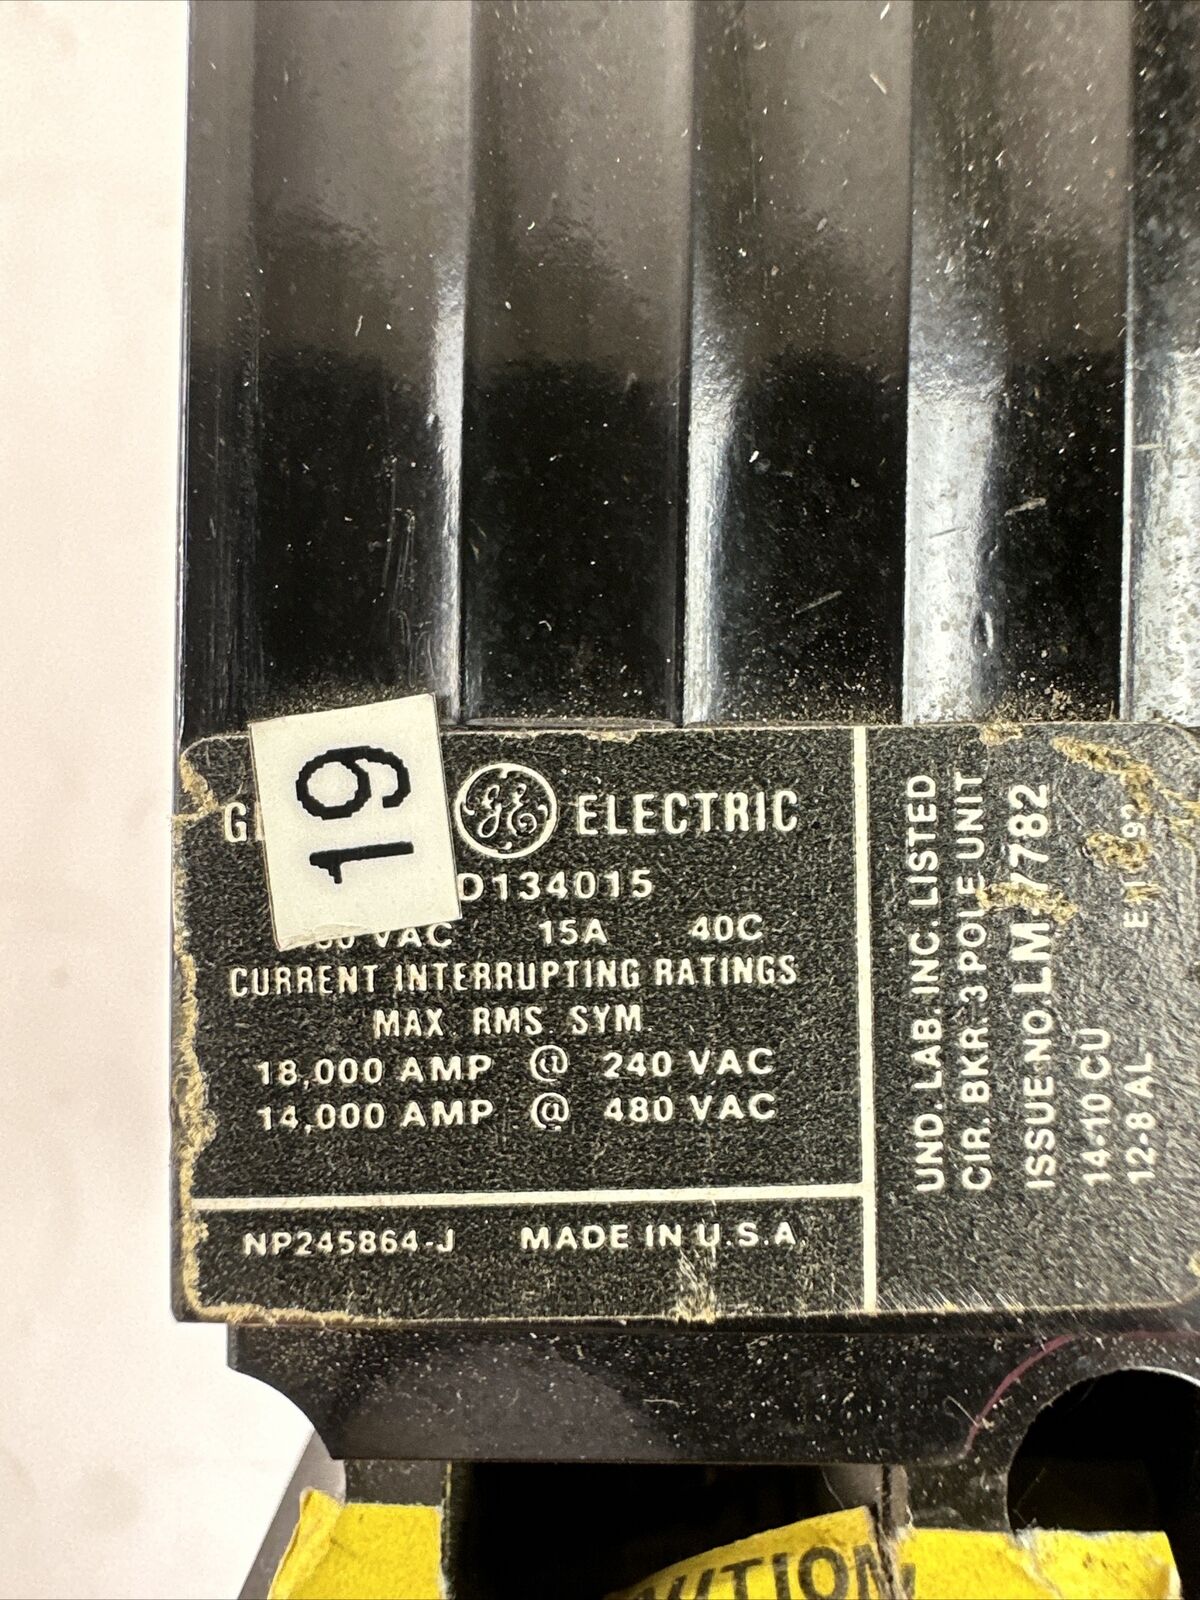 19
GE ELECTRIC
D134015
VAC 15A 40C
CURRENT INTERRUPTING RATINGS
MAX. RMS. SYM.
18,000 AMP @ 240 VAC
14,000 AMP @ 480 VAC
NP245864-J MADE IN U.S.A.
UND. LAB. INC. LISTED
CIR. BKR. 3 POLE UNIT
ISSUE NO. LM-7782
14-10 CU
12-8 AL
CAUTION